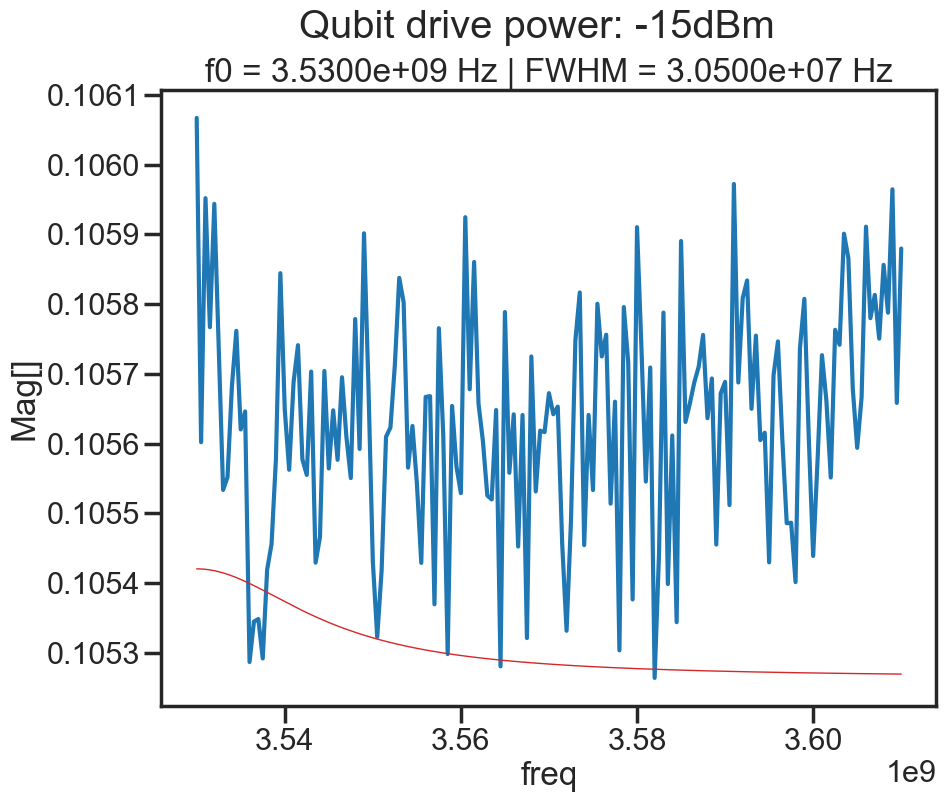 Qubit drive power: -15dBm
f0 = 3.5300e+09 Hz | FWHM = 3.0500e+07 Hz
0.1061
0.1060
0.1059
0.1058
0.1057
0.1056
0.1055
0.1054
0.1053
Mag[]
3.54 3.56 3.58 3.60
1e9
freq